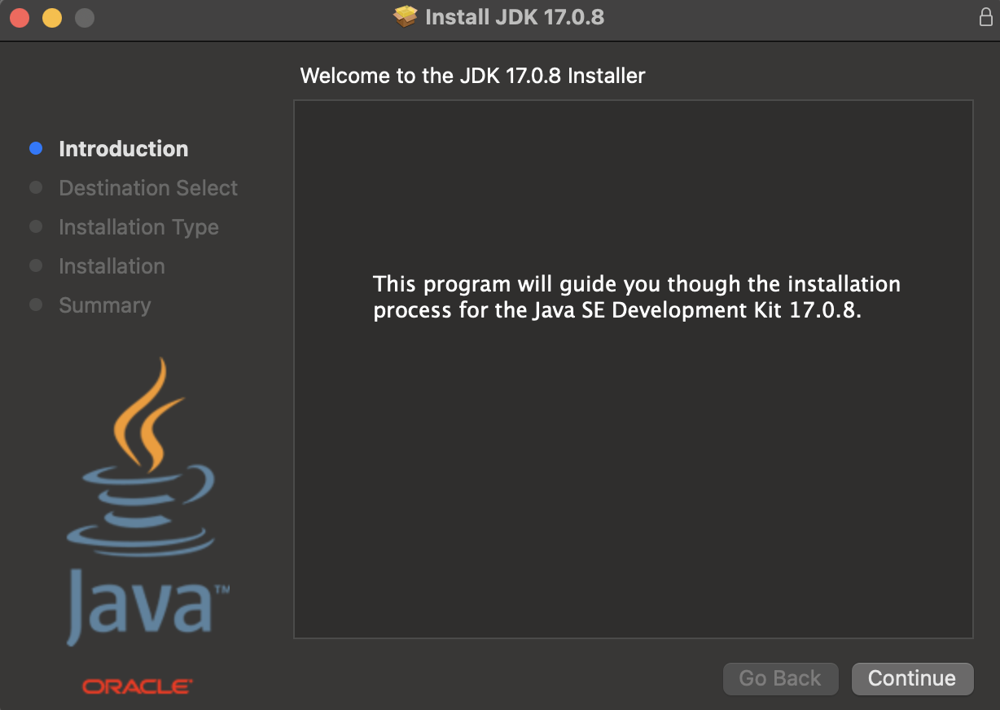 Install JDK 17.0.8
Welcome to the JDK 17.0.8 Installer
Introduction
Destination Select
Installation Type
Installation
Summary
This program will guide you though the installation
process for the Java SE Development Kit 17.0.8.
Java™
ORACLE®
Go Back
Continue